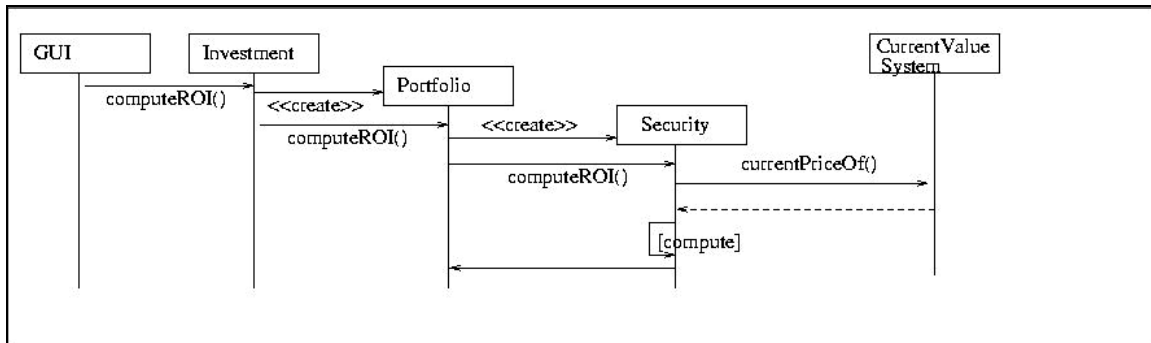 GUI
Investment
CurrentValue
System
Portfolio
computeROI()
<<create>>
computeROI()
<<create>>
Security
computeROI()
currentPriceOf()
[compute]